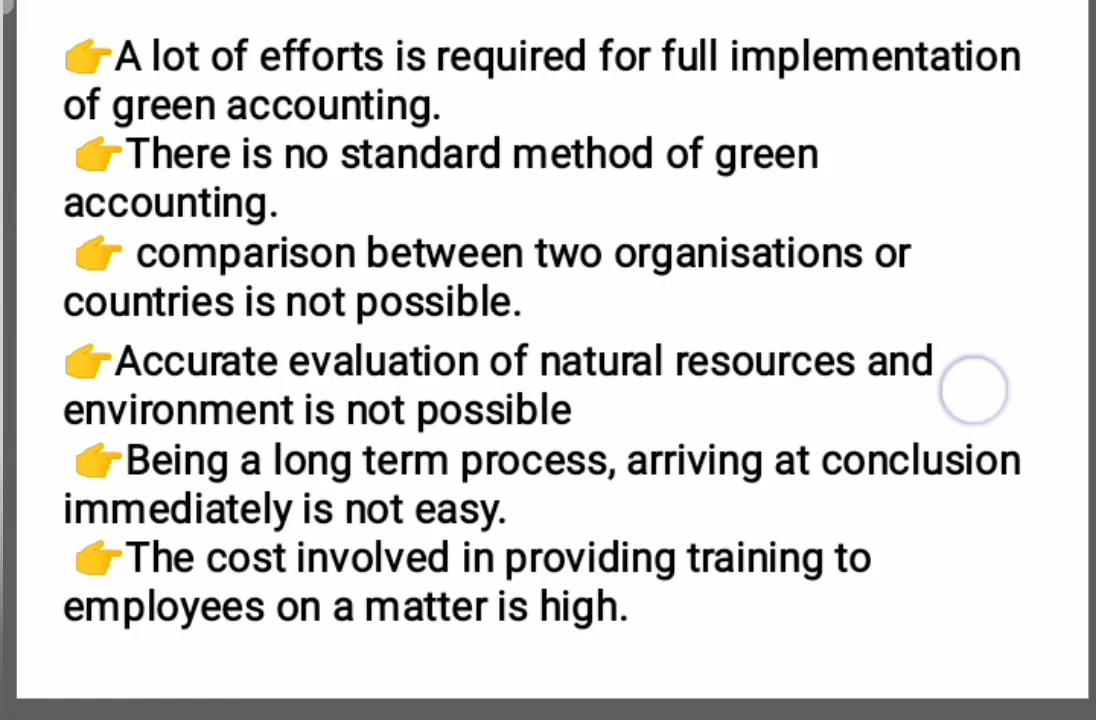 👉A lot of efforts is required for full implementation
of green accounting.
👉There is no standard method of green
accounting.
👉 comparison between two organisations or
countries is not possible.
👉Accurate evaluation of natural resources and
environment is not possible
👉Being a long term process, arriving at conclusion
immediately is not easy.
👉The cost involved in providing training to
employees on a matter is high.